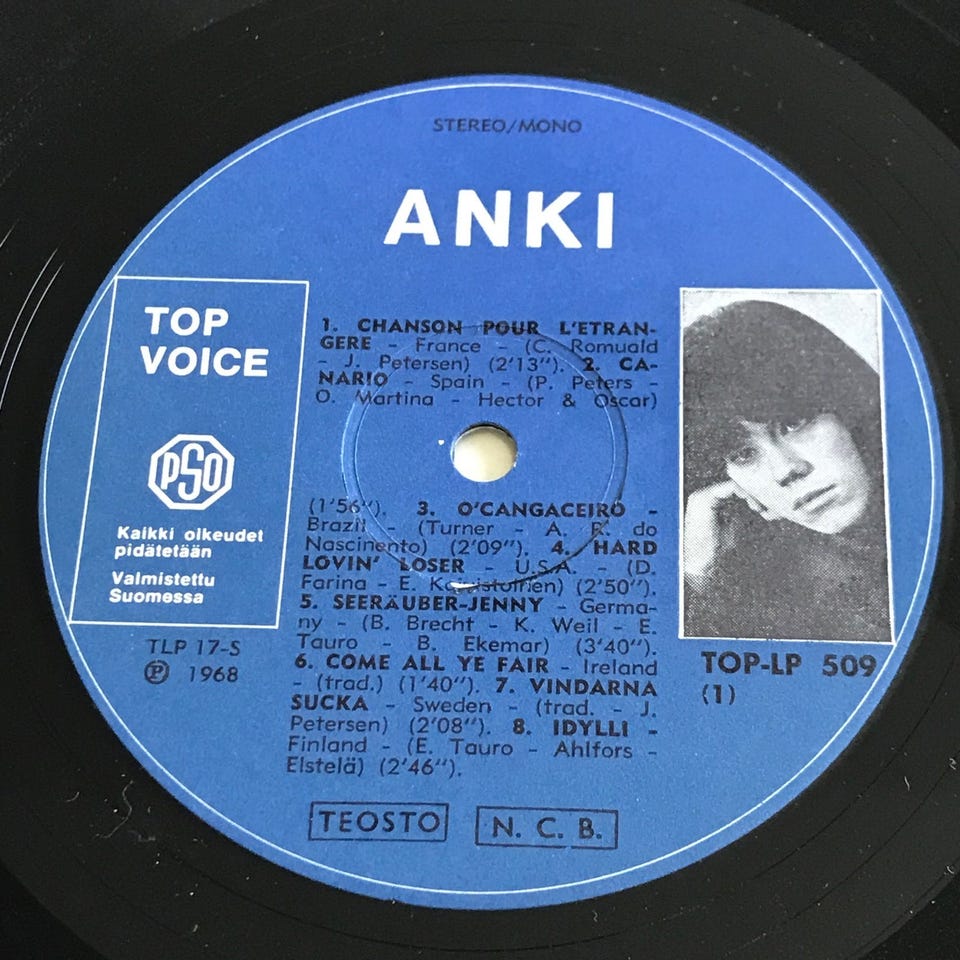 STEREO/MONO
ANKI
TOP
VOICE
PSO
Kaikki oikeudet
pidätetään
Valmistettu
Suomessa
TLP 17-S
Ⓟ 1968
1. CHANSON POUR L'ETRAN-
GERE - France - (C. Romuald
- J. Petersen) (2'13"). 2. CA-
NARIO - Spain - (P. Peters -
O. Martina - Hector & Oscar)
(1'56"). 3. O'CANGACEIRO -
Brazil - (Turner - A. R. do
Nascinento) (2'09"). 4. HARD
LOVIN' LOSER - U.S.A. - (D.
Farina - E. (2'50").
5. SEERÄUBER-JENNY - Germa-
ny - (B. Brecht - K. Weil - E.
Tauro - B. Ekemar) (3'40").
6. COME ALL YE FAIR - Ireland
- (trad.) (1'40"). 7. VINDARNA
SUCKA - Sweden - (trad. - J.
Petersen) (2'08"). 8. IDYLLI -
Finland - (E. Tauro - Ahlfors -
Elstelä) (2'46").
TOP-LP 509
(1)
TEOSTO
N. C. B.